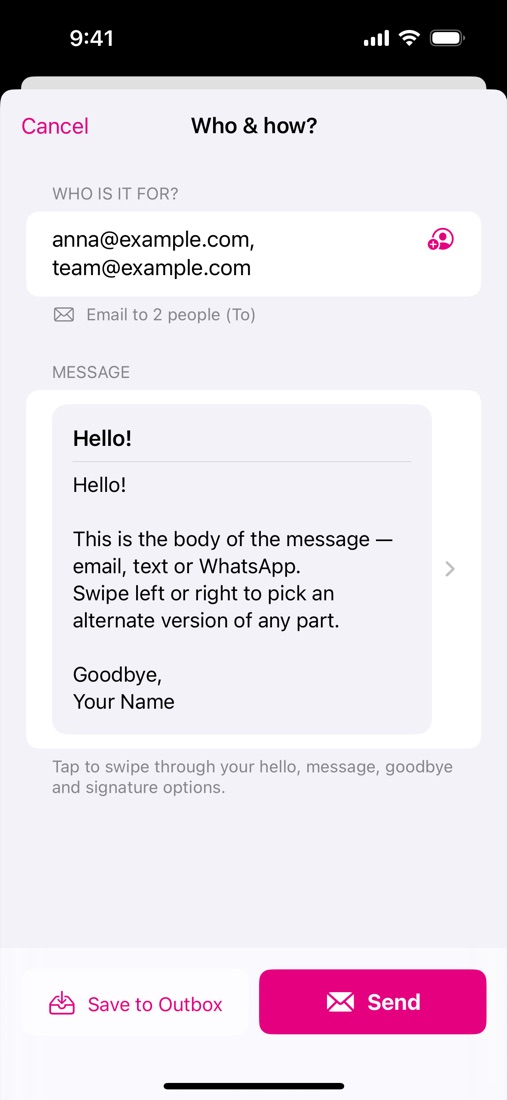 9:41
Cancel
Who & how?
WHO IS IT FOR?
anna@example.com,
team@example.com
Email to 2 people (To)
MESSAGE
Hello!
Hello!
This is the body of the message —
email, text or WhatsApp.
Swipe left or right to pick an
alternate version of any part.
Goodbye,
Your Name
Tap to swipe through your hello, message, goodbye
and signature options.
Save to Outbox
Send